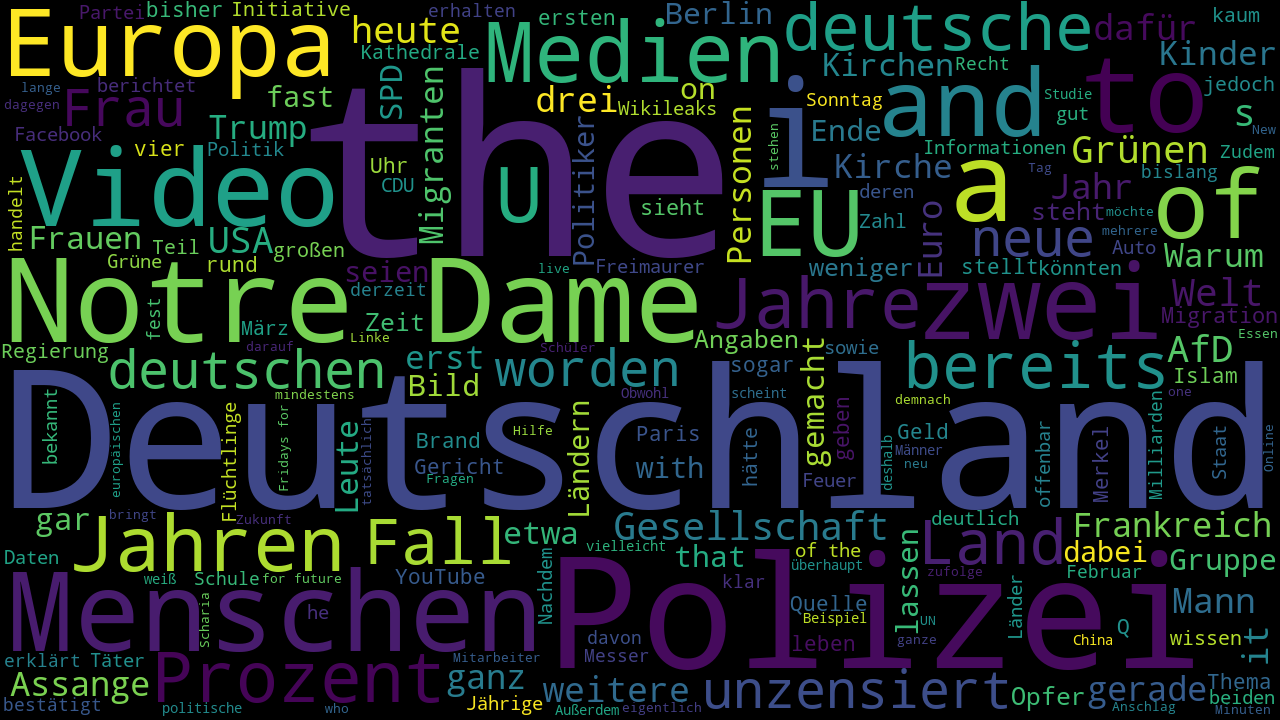 Partei bisher Initiative erhalten ersten Berlin deutsche dafür kaum
Europa heute Medien Kinder
Kathedrale Kirchen Recht
lange berichtet SPD on jedoch
dagegen Frau fast drei Wikileaks Sonntag and Studie to s
Facebook Trump Migranten the Politiker Personen i Ende gut New
vier Politik Informationen Grünen Zudem
Video Uhr U Kirche a bislang of
handelt CDU sieht EU deren Jahr Tag stehen
Frauen Teil USA großen Zahl Euro steht möchte
Grüne rund live Freimaurer neue mehrere Auto Warum
Notre Dame seien weniger stellt könnten
derzeit Jahre zwei Welt
fest März Zeit Migration
Linke Angaben Essen
Regierung darauf Schüler sowie AfD
deutschen erst worden sogar bereits Islam
mindestens Bild Obwohl scheint demnach one
Deutschland
bekannt europäischen Flüchtlinge Fridays for Leute tatsächlich
Brand Hilfe Ländern Paris hätte gemacht geben Geld Männer offenbar Merkel Milliarden Staat Online
Gericht with deshalb neu
Fragen Feuer
gar bringt Zukunft etwa Gesellschaft deutlich Frankreich
Jahren Fall vielleicht of the Land dabei
Daten that überhaupt lassen zufolge Februar Gruppe
weiß Schule for future YouTube Nachdem klar
Menschen Polizei Länder Mann
scharia he Quelle UN Q
davon Beispiel ganze China wissen it
erklärt Täter Mitarbeiter Messer leben
Assange Prozent ganz Thema
weitere unzensiert Opfer gerade beiden
bestätigt politische who Jährige Außerdem eigentlich Anschlag Minuten